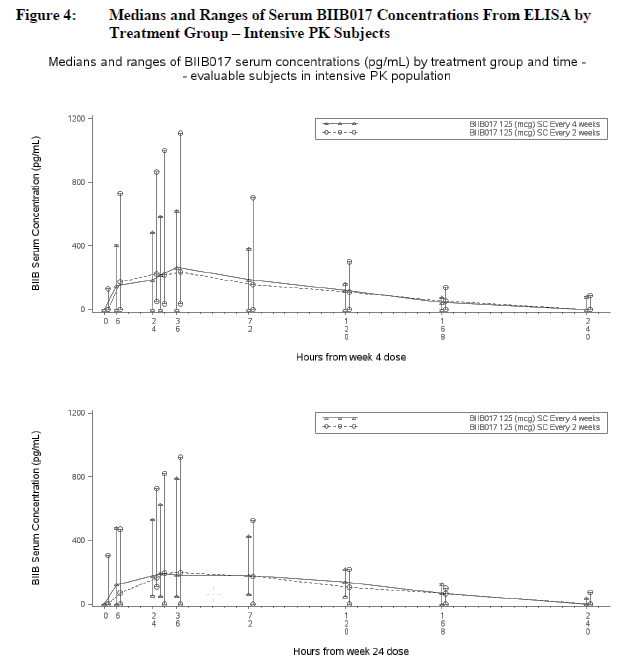 Figure 4: Medians and Ranges of Serum BIIB017 Concentrations From ELISA by
Treatment Group – Intensive PK Subjects
Medians and ranges of BIIB017 serum concentrations (pg/mL) by treatment group and time -
- evaluable subjects in intensive PK population
BIIB Serum Concentration (pg/mL)
1200
800
400
0
BIIB017 125 (mcg) SC Every 4 weeks
BIIB017 125 (mcg) SC Every 2 weeks
0 6 24 36 72 120 168 240
Hours from week 4 dose
BIIB Serum Concentration (pg/mL)
1200
800
400
0
BIIB017 125 (mcg) SC Every 4 weeks
BIIB017 125 (mcg) SC Every 2 weeks
0 6 24 36 72 120 168 240
Hours from week 24 dose